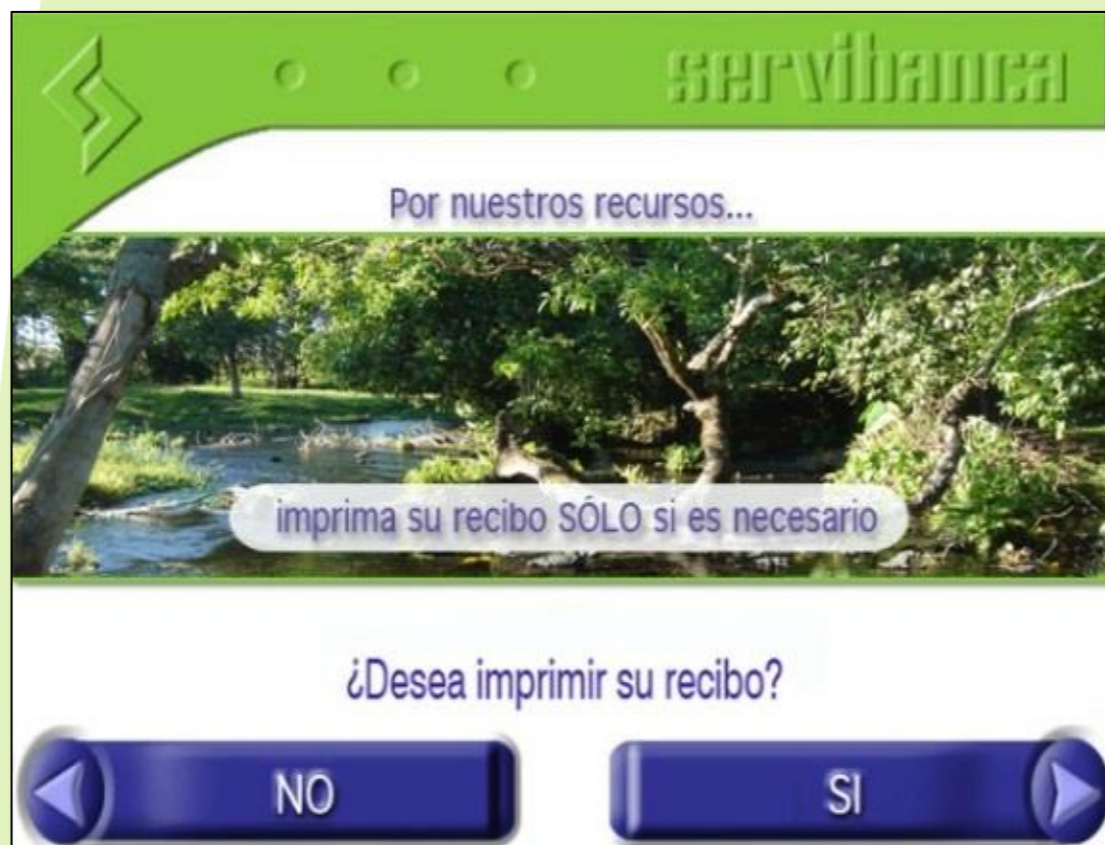 servibanca
Por nuestros recursos...
imprima su recibo SÓLO si es necesario
¿Desea imprimir su recibo?
NO
SI